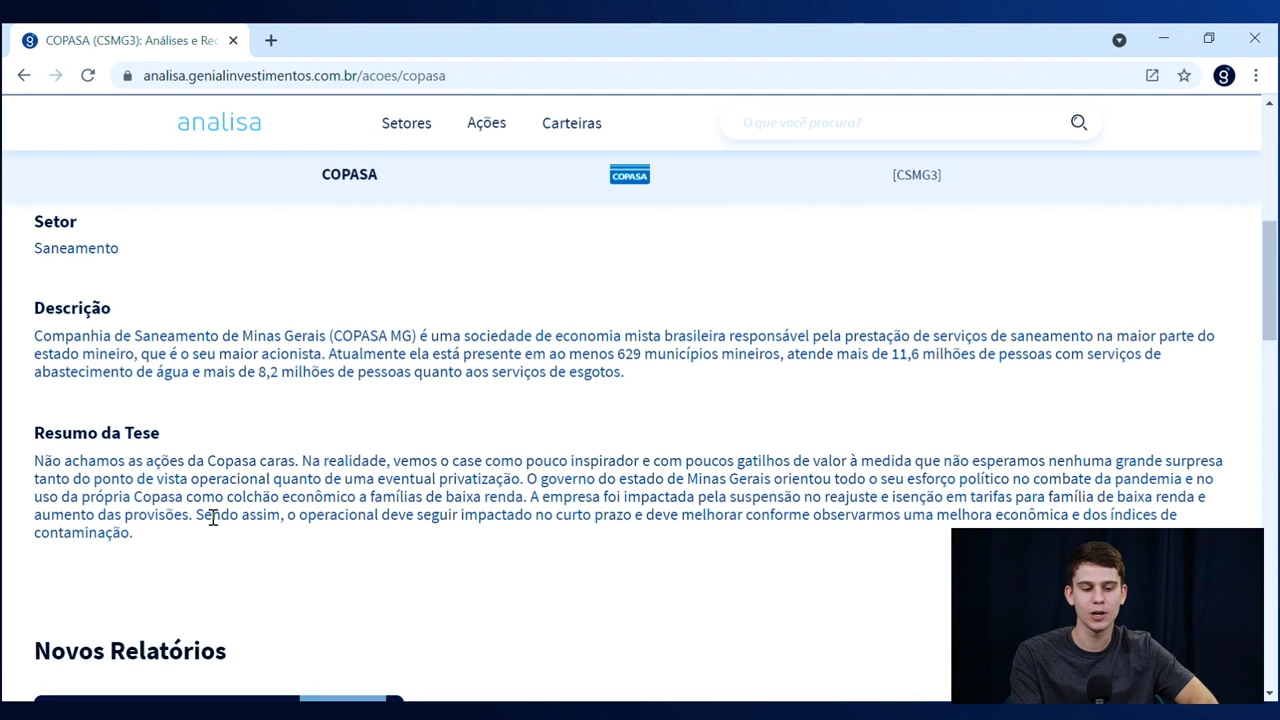 COPASA (CSMG3): Análises e Rec
analisa.genialinvestimentos.com.br/acoes/copasa
analisa
Setores
Ações
Carteiras
O que você procura?
COPASA
COPASA
[CSMG3]
Setor
Saneamento
Descrição
Companhia de Saneamento de Minas Gerais (COPASA MG) é uma sociedade de economia mista brasileira responsável pela prestação de serviços de saneamento na maior parte do
estado mineiro, que é o seu maior acionista. Atualmente ela está presente em ao menos 629 municípios mineiros, atende mais de 11,6 milhões de pessoas com serviços de
abastecimento de água e mais de 8,2 milhões de pessoas quanto aos serviços de esgotos.
Resumo da Tese
Não achamos as ações da Copasa caras. Na realidade, vemos o case como pouco inspirador e com poucos gatilhos de valor à medida que não esperamos nenhuma grande surpresa
tanto do ponto de vista operacional quanto de uma eventual privatização. O governo do estado de Minas Gerais orientou todo o seu esforço político no combate da pandemia e no
uso da própria Copasa como colchão econômico a famílias de baixa renda. A empresa foi impactada pela suspensão no reajuste e isenção em tarifas para família de baixa renda e
aumento das provisões. Sendo assim, o operacional deve seguir impactado no curto prazo e deve melhorar conforme observarmos uma melhora econômica e dos índices de
contaminação.
Novos Relatórios